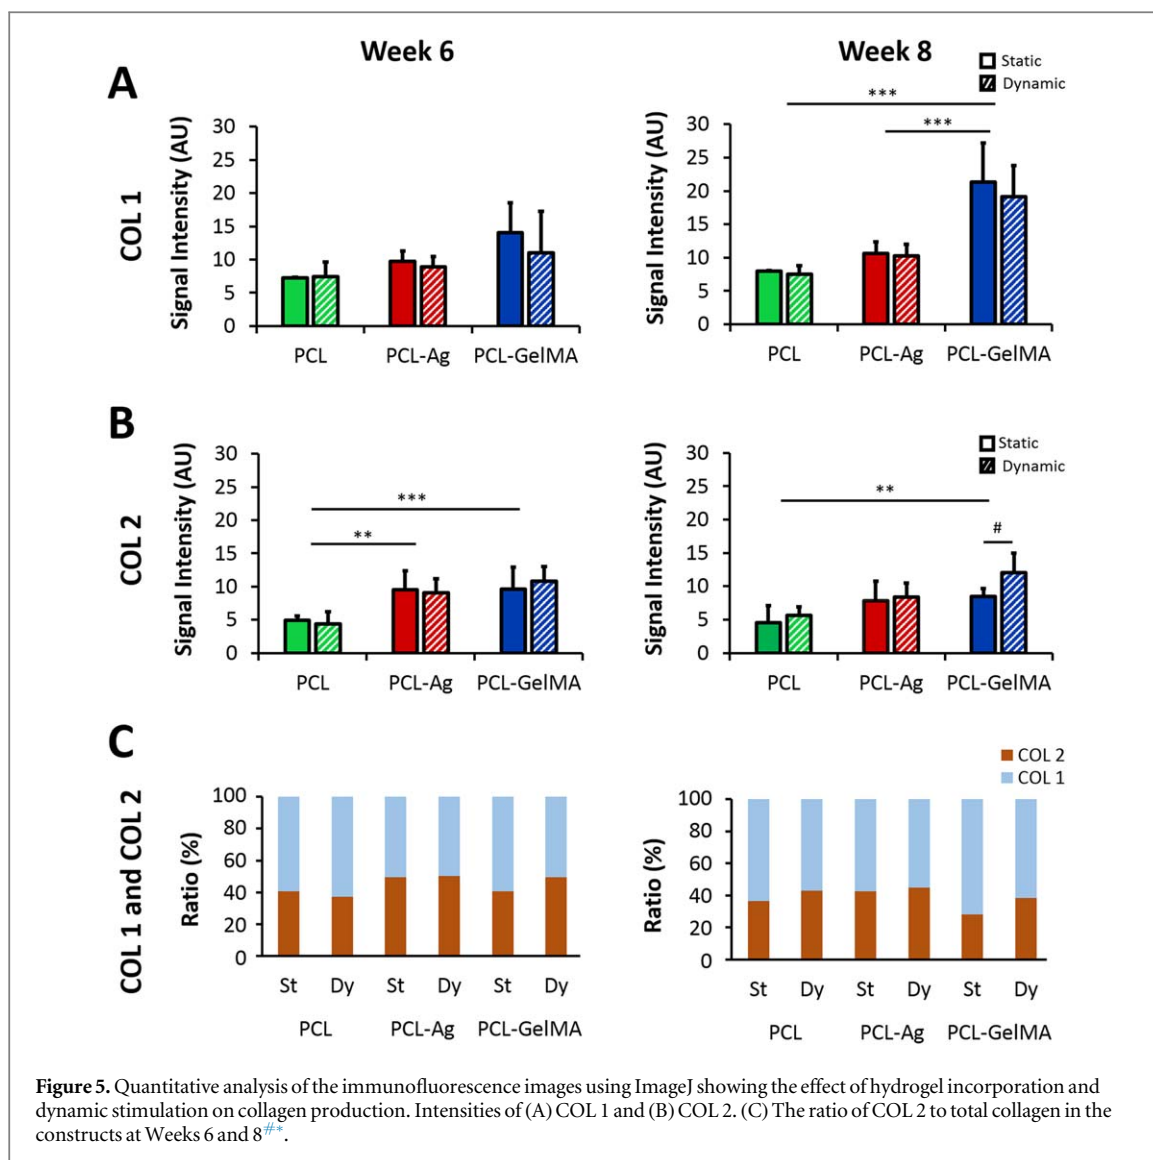 Week 6
Week 8
A
Static
Dynamic
COL 1
Signal Intensity (AU)
30
25
20
15
10
5
0
PCL
PCL-Ag
PCL-GelMA
Signal Intensity (AU)
30
25
20
15
10
5
0
***
***
PCL
PCL-Ag
PCL-GelMA
B
Static
Dynamic
COL 2
Signal Intensity (AU)
30
25
20
15
10
5
0
***
**
PCL
PCL-Ag
PCL-GelMA
Signal Intensity (AU)
30
25
20
15
10
5
0
**
#
PCL
PCL-Ag
PCL-GelMA
C
COL 2
COL 1
COL 1 and COL 2
Ratio (%)
100
80
60
40
20
0
St Dy St Dy St Dy
PCL PCL-Ag PCL-GelMA
Ratio (%)
100
80
60
40
20
0
St Dy St Dy St Dy
PCL PCL-Ag PCL-GelMA
Figure 5. Quantitative analysis of the immunofluorescence images using ImageJ showing the effect of hydrogel incorporation and
dynamic stimulation on collagen production. Intensities of (A) COL 1 and (B) COL 2. (C) The ratio of COL 2 to total collagen in the
constructs at Weeks 6 and 8#*.